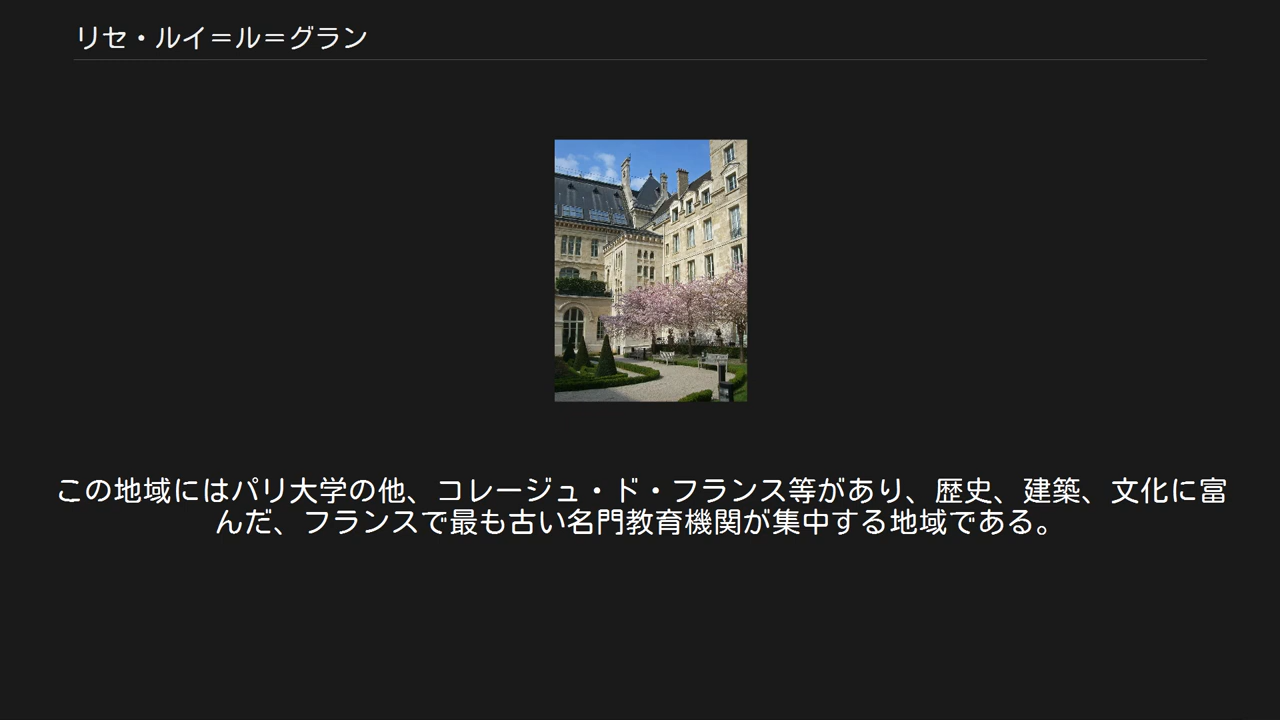 リセ・ルイ＝ル＝グラン
この地域にはパリ大学の他、コレージュ・ド・フランス等があり、歴史、建築、文化に富
んだ、フランスで最も古い名門教育機関が集中する地域である。